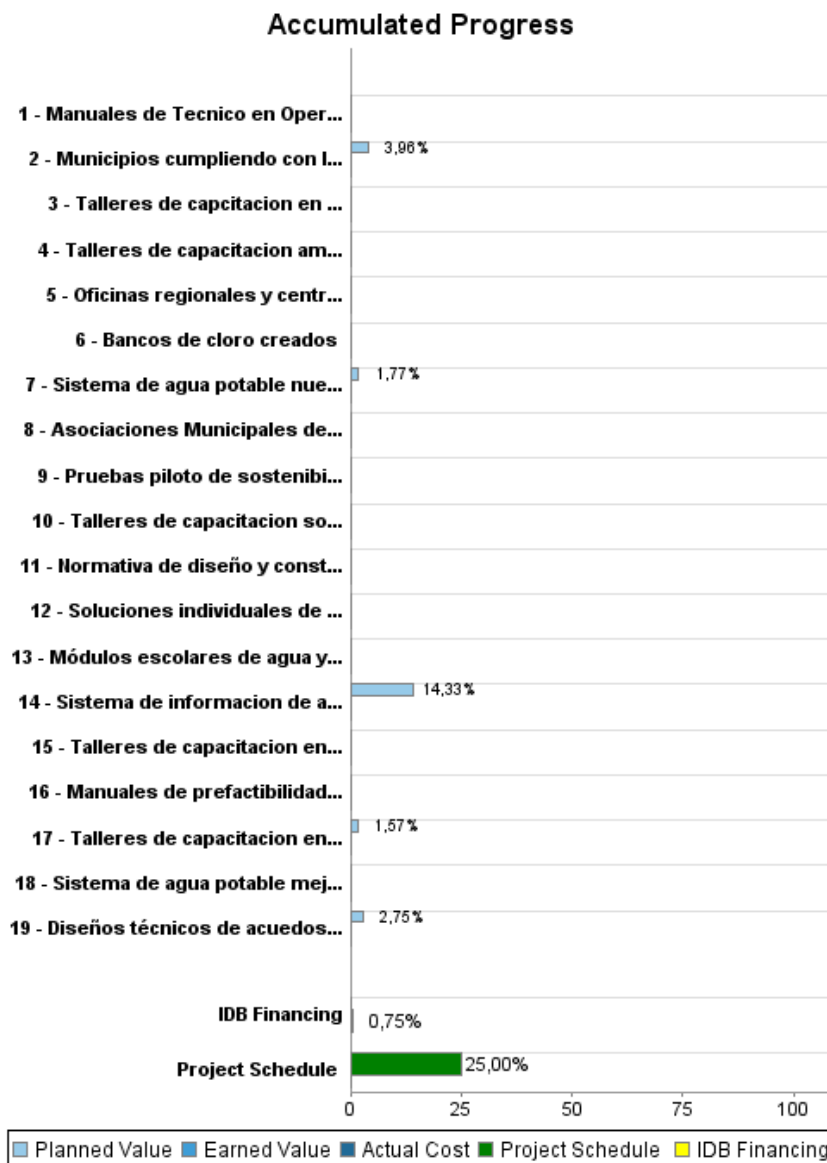 Accumulated Progress
1 - Manuales de Tecnico en Oper...
3,96%
2 - Municipios cumpliendo con l...
3 - Talleres de capcitacion en ...
4 - Talleres de capacitacion am...
5 - Oficinas regionales y centr...
6 - Bancos de cloro creados
1,77%
7 - Sistema de agua potable nue...
8 - Asociaciones Municipales de...
9 - Pruebas piloto de sostenibi...
10 - Talleres de capacitacion so...
11 - Normativa de diseño y const...
12 - Soluciones individuales de ...
13 - Módulos escolares de agua y...
14,33%
14 - Sistema de informacion de a...
15 - Talleres de capacitacion en...
16 - Manuales de prefactibilidad...
1,57%
17 - Talleres de capacitacion en...
18 - Sistema de agua potable mej...
2,75%
19 - Diseños técnicos de acuedos...
IDB Financing 0,75%
Project Schedule 25,00%
0 25 50 75 100
Planned Value Earned Value Actual Cost Project Schedule IDB Financing